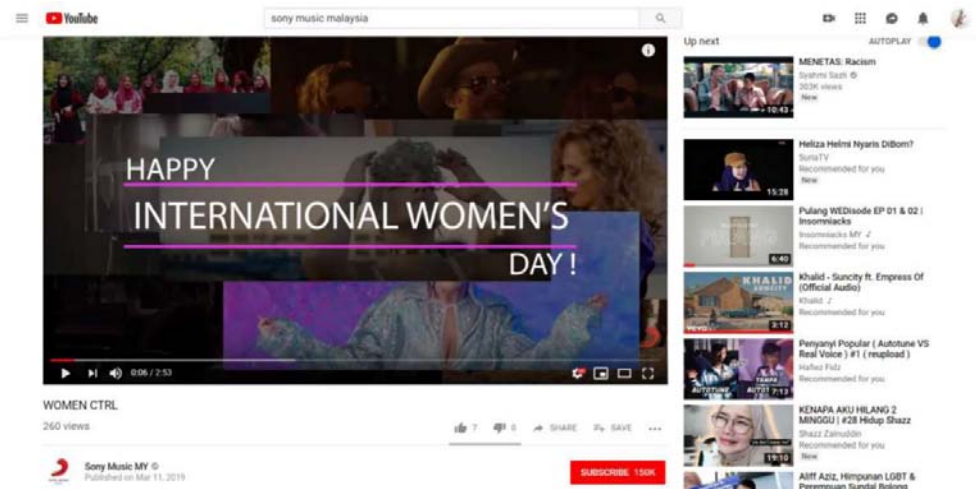 YouTube
sony music malaysia
HAPPY
INTERNATIONAL WOMEN'S
DAY !
0:06 / 2:53
WOMEN CTRL
260 views
7
0
SHARE
SAVE
Sony Music MY
Published on Mar 11, 2019
SUBSCRIBE 150K
Up next
AUTOPLAY
10:43
MENETAS: Racism
Syahmi Sazli
203K views
New
15:28
Heliza Helmi Nyaris DiBom?
SuriaTV
Recommended for you
New
6:40
Pulang WEDisode EP 01 & 02 |
Insomniacks
Insomniacks MY
Recommended for you
KHALID
SUNCITY
vevo
3:12
Khalid - Suncity ft. Empress Of
(Official Audio)
Khalid
Recommended for you
AUTOTUNE
TANPA
7:13
Penyanyi Popular ( Autotune VS
Real Voice ) #1 ( reupload )
Hafiez Fidz
Recommended for you
19:10
KENAPA AKU HILANG 2
MINGGU | #28 Hidup Shazz
Shazz Zainuddin
Recommended for you
New
Aliff Aziz, Himpunan LGBT &
Perempuan Sundal Bolong